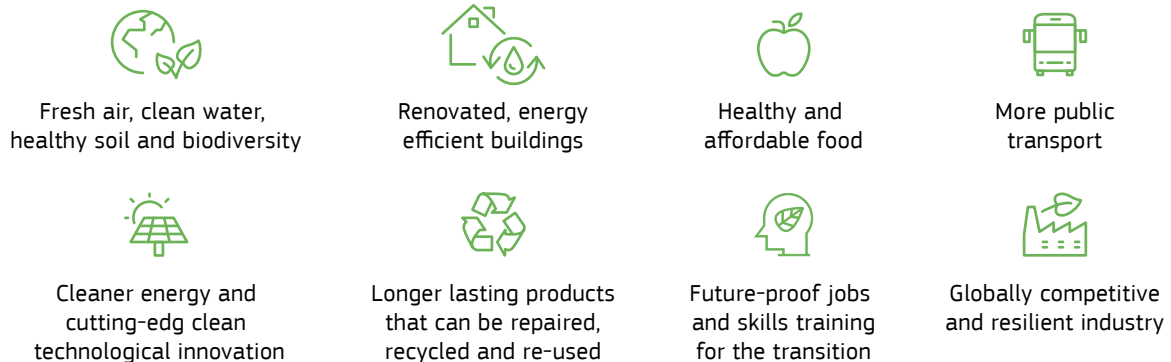 Fresh air, clean water,
healthy soil and biodiversity
Renovated, energy
efficient buildings
Healthy and
affordable food
More public
transport
Cleaner energy and
cutting-edg clean
technological innovation
Longer lasting products
that can be repaired,
recycled and re-used
Future-proof jobs
and skills training
for the transition
Globally competitive
and resilient industry